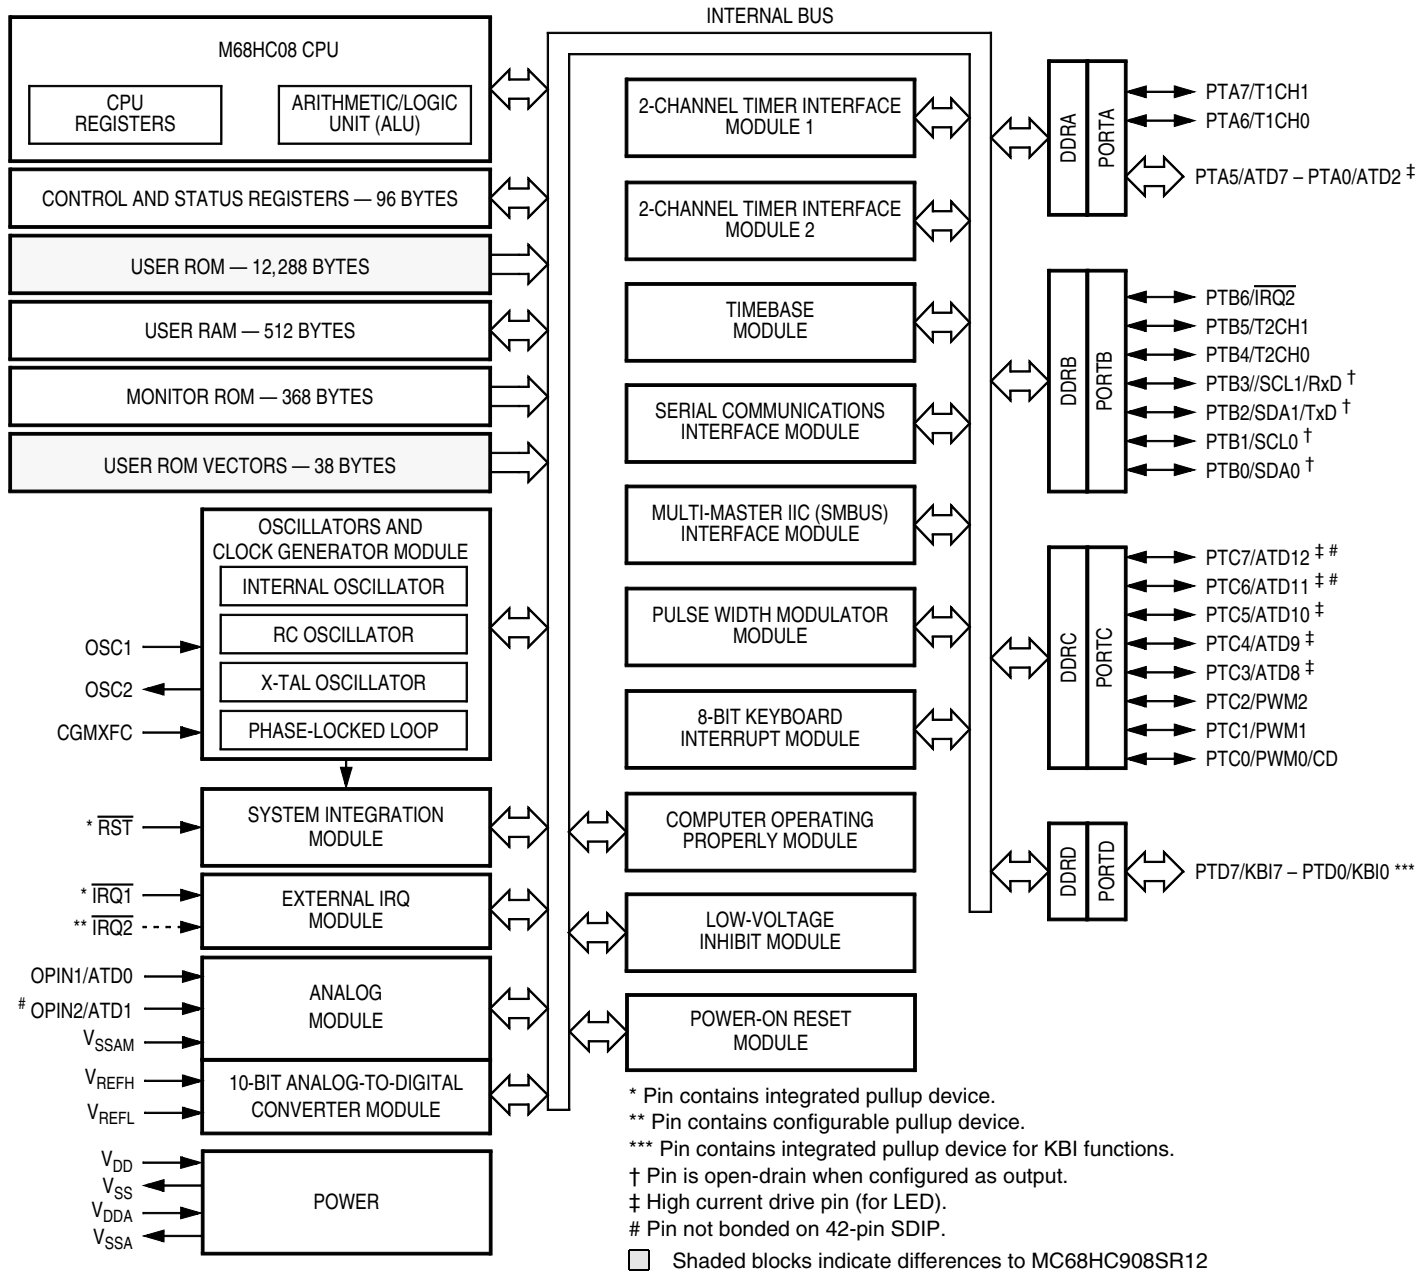 INTERNAL BUS
M68HC08 CPU
CPU
REGISTERS
ARITHMETIC/LOGIC
UNIT (ALU)
CONTROL AND STATUS REGISTERS — 96 BYTES
USER ROM — 12,288 BYTES
USER RAM — 512 BYTES
MONITOR ROM — 368 BYTES
USER ROM VECTORS — 38 BYTES
OSCILLATORS AND
CLOCK GENERATOR MODULE
INTERNAL OSCILLATOR
RC OSCILLATOR
X-TAL OSCILLATOR
PHASE-LOCKED LOOP
OSC1
OSC2
CGMXFC
SYSTEM INTEGRATION
MODULE
* RST
EXTERNAL IRQ
MODULE
* IRQ1
** IRQ2
ANALOG
MODULE
OPIN1/ATD0
# OPIN2/ATD1
VSSAM
10-BIT ANALOG-TO-DIGITAL
CONVERTER MODULE
VREFH
VREFL
POWER
VDD
VSS
VDDA
VSSA
2-CHANNEL TIMER INTERFACE
MODULE 1
2-CHANNEL TIMER INTERFACE
MODULE 2
TIMEBASE
MODULE
SERIAL COMMUNICATIONS
INTERFACE MODULE
MULTI-MASTER IIC (SMBUS)
INTERFACE MODULE
PULSE WIDTH MODULATOR
MODULE
8-BIT KEYBOARD
INTERRUPT MODULE
COMPUTER OPERATING
PROPERLY MODULE
LOW-VOLTAGE
INHIBIT MODULE
POWER-ON RESET
MODULE
DDRA
PORTA
PTA7/T1CH1
PTA6/T1CH0
PTA5/ATD7 – PTA0/ATD2 ‡
DDRB
PORTB
PTB6/IRQ2
PTB5/T2CH1
PTB4/T2CH0
PTB3//SCL1/RxD †
PTB2/SDA1/TxD †
PTB1/SCL0 †
PTB0/SDA0 †
DDRC
PORTC
PTC7/ATD12 ‡ #
PTC6/ATD11 ‡ #
PTC5/ATD10 ‡
PTC4/ATD9 ‡
PTC3/ATD8 ‡
PTC2/PWM2
PTC1/PWM1
PTC0/PWM0/CD
DDRD
PORTD
PTD7/KBI7 – PTD0/KBI0 ***
* Pin contains integrated pullup device.
** Pin contains configurable pullup device.
*** Pin contains integrated pullup device for KBI functions.
† Pin is open-drain when configured as output.
‡ High current drive pin (for LED).
# Pin not bonded on 42-pin SDIP.
Shaded blocks indicate differences to MC68HC908SR12